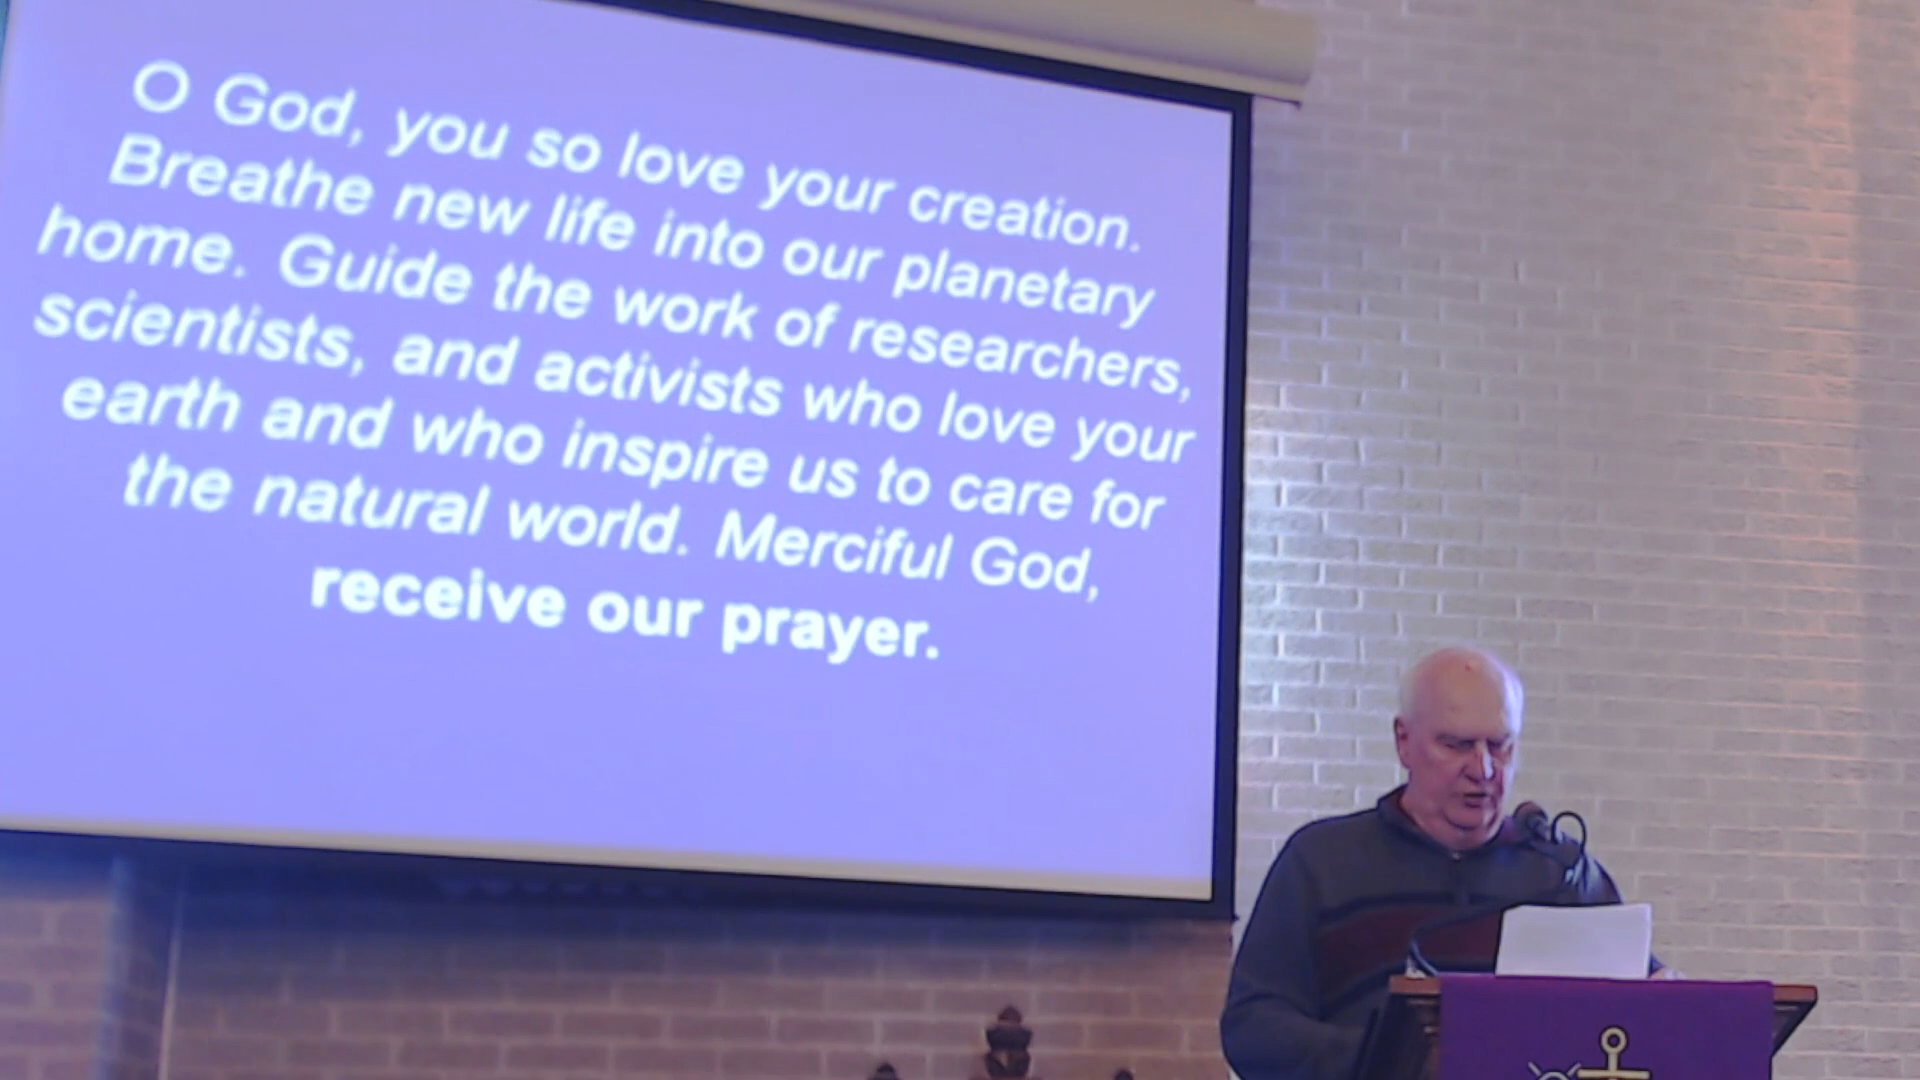 O God, you so love your creation.
Breathe new life into our planetary
home. Guide the work of researchers,
scientists, and activists who love your
earth and who inspire us to care for
the natural world. Merciful God,
receive our prayer.